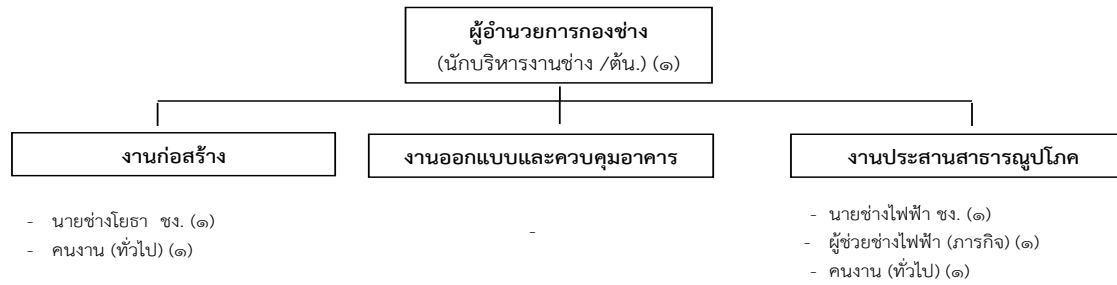 ผู้อำนวยการกองช่าง
(นักบริหารงานช่าง /ต้น.) (๑)
งานก่อสร้าง
งานออกแบบและควบคุมอาคาร
งานประสานสาธารณูปโภค
- นายช่างโยธา ชง. (๑)
- คนงาน (ทั่วไป) (๑)
-
- นายช่างไฟฟ้า ชง. (๑)
- ผู้ช่วยช่างไฟฟ้า (ภารกิจ) (๑)
- คนงาน (ทั่วไป) (๑)